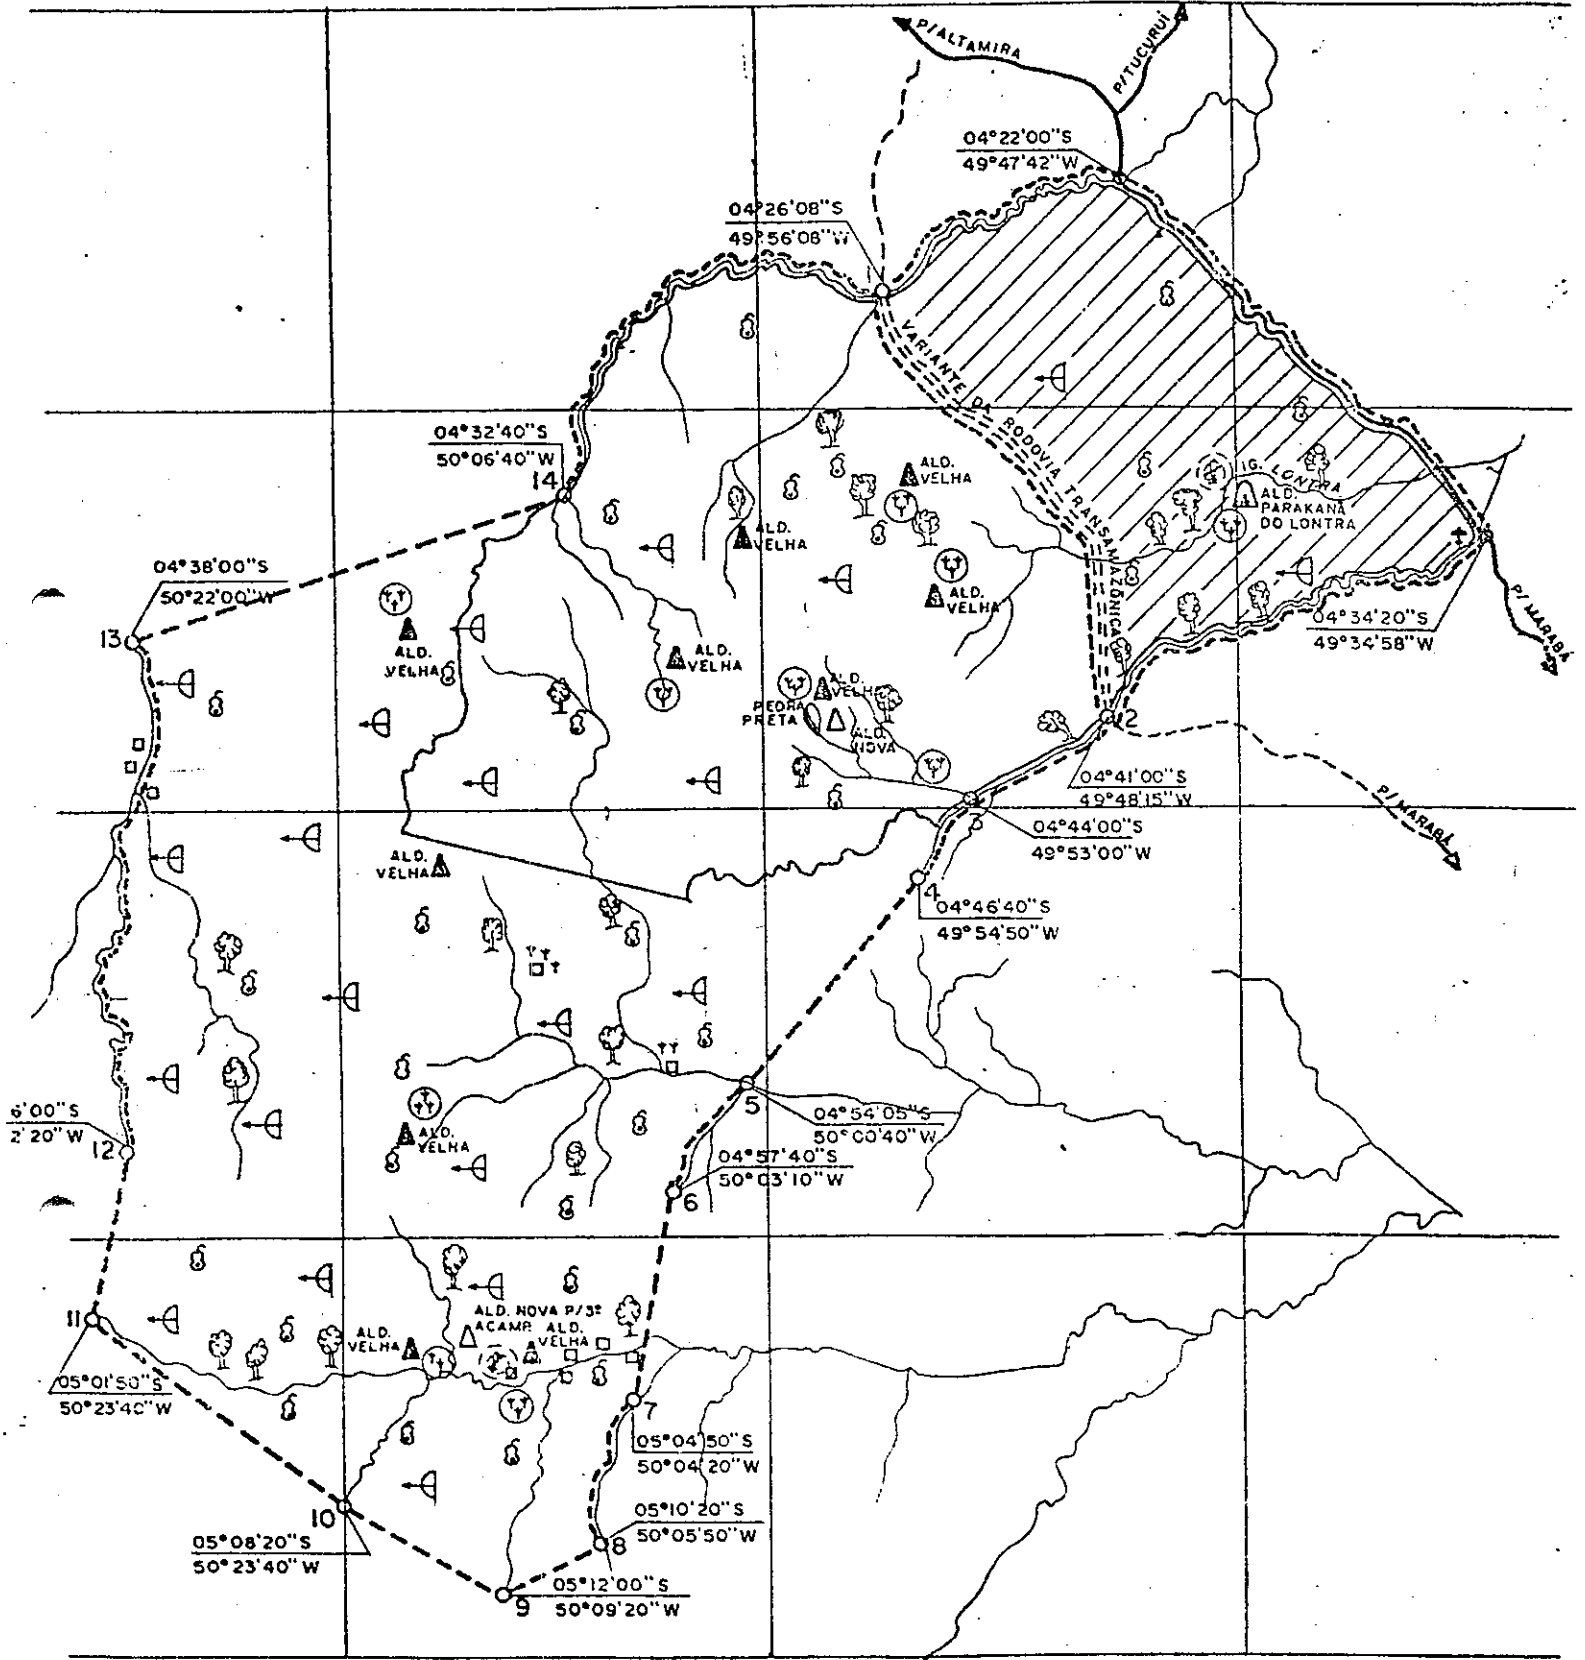 P/ALTAMIRA
P/TUCURUÍ
04°22'00"S
49°47'42"W
04°26'08"S
49°56'08"W
VARIANTE DA RODOVIA TRANSAMAZÔNICA
04°32'40"S
50°06'40"W
14
ALD.
VELHA
IG. LONTRA
ALD.
PARAKANÃ
DO LONTRA
ALD.
VELHA
04°38'00"S
50°22'00"W
13
ALD.
VELHA
P/ MARABÁ
04°34'20"S
49°34'58"W
ALD.
VELHA
ALD.
VELHA
ALD.
VELHA
PEDRA
PRETA
ALD.
NOVA
2
04°41'00"S
49°48'15"W
P/ MARABÁ
3
04°44'00"S
49°53'00"W
ALD.
VELHA
4
04°46'40"S
49°54'50"W
5
04°54'05"S
50°00'40"W
6'00"S
2'20"W
12
ALD.
VELHA
04°57'40"S
50°03'10"W
6
11
ALD. NOVA P/3º
ACAMP.
ALD.
VELHA
ALD.
VELHA
05°01'50"S
50°23'40"W
7
05°04'50"S
50°04'20"W
10
05°08'20"S
50°23'40"W
05°10'20"S
50°05'50"W
8
05°12'00"S
50°09'20"W
9